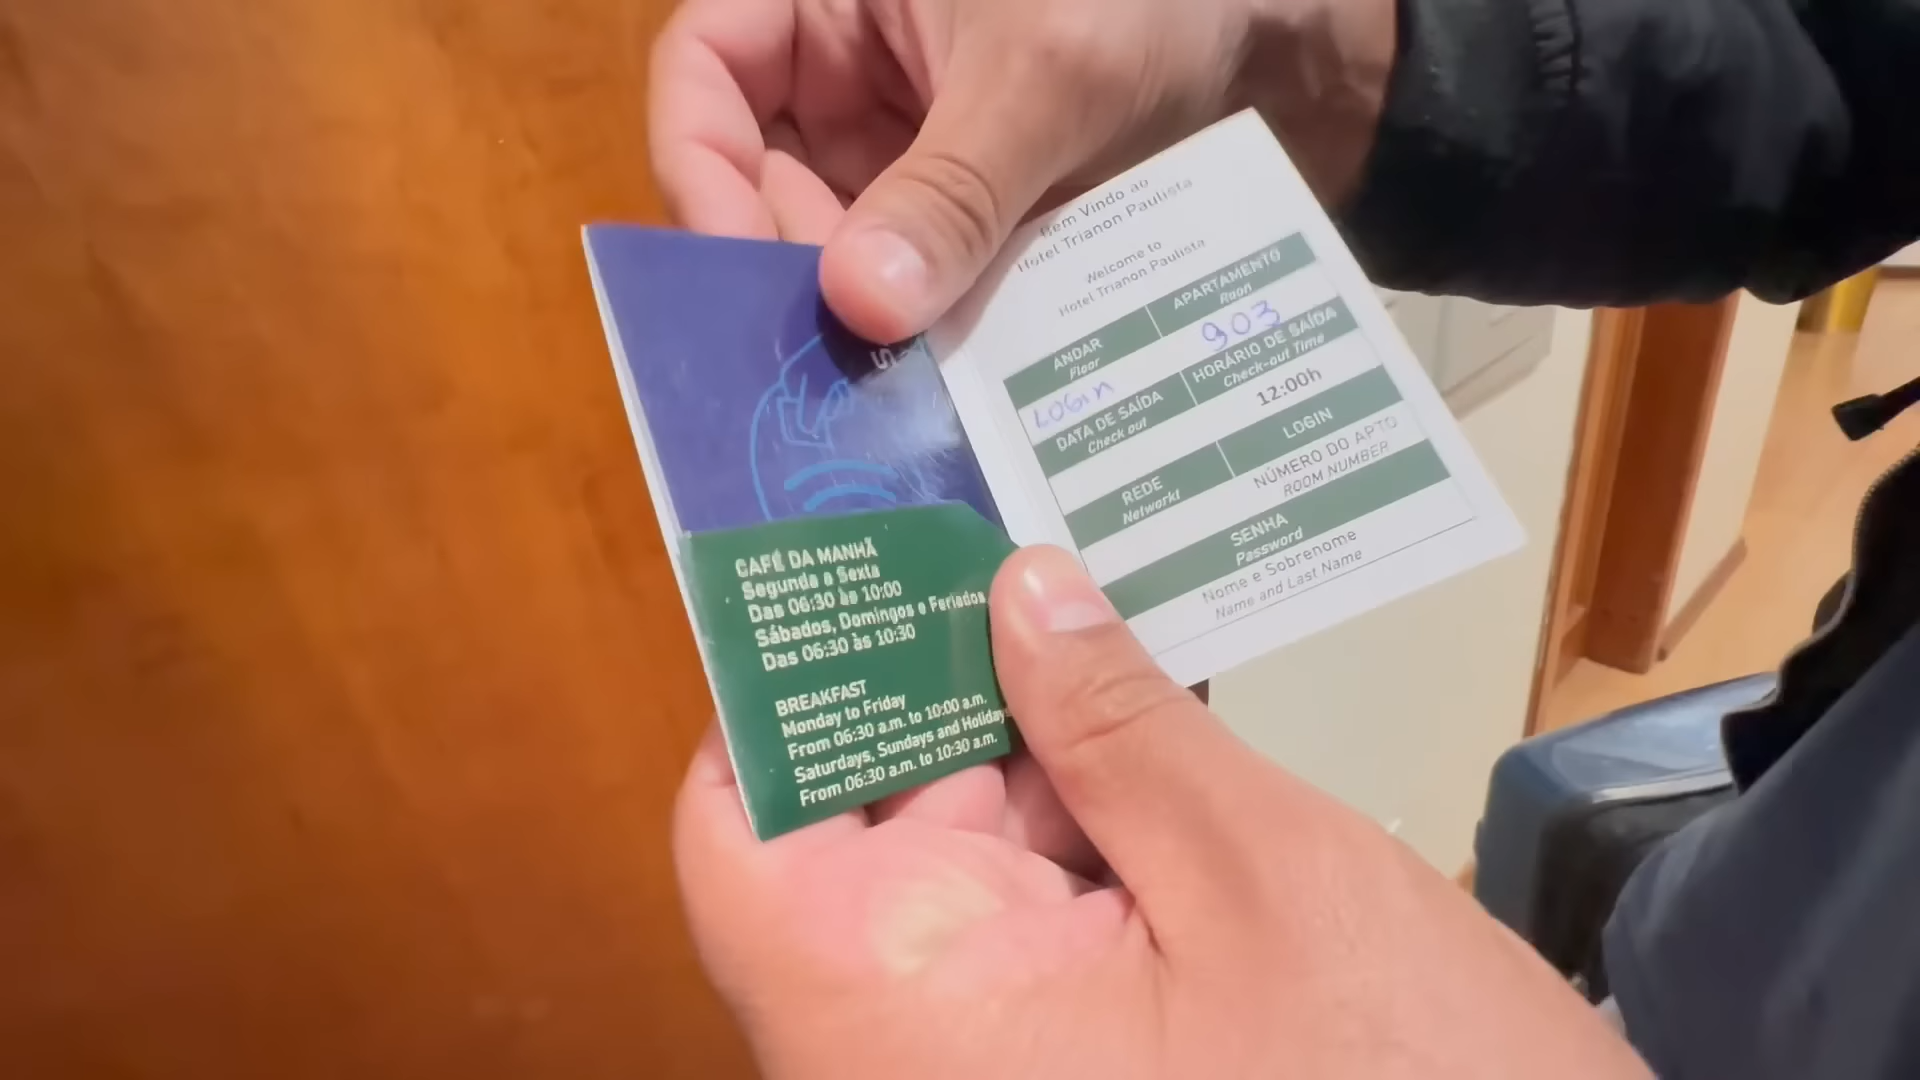 CAFÉ DA MANHÃ
Segunda a Sexta
Das 06:30 às 10:00
Sábados, Domingos e Feriados
Das 06:30 às 10:30
BREAKFAST
Monday to Friday
From 06:30 a.m. to 10:00 a.m.
Saturdays, Sundays and Holidays
From 06:30 a.m. to 10:30 a.m.
Bem Vindo ao
Hotel Trianon Paulista
Welcome to
Hotel Trianon Paulista
ANDAR
Floor
APARTAMENTO
Room
LOGIN
903
DATA DE SAÍDA
Check out
HORÁRIO DE SAÍDA
Check-out Time
12:00h
REDE
Network
LOGIN
NÚMERO DO APTO
ROOM NUMBER
SENHA
Password
Nome e Sobrenome
Name and Last Name